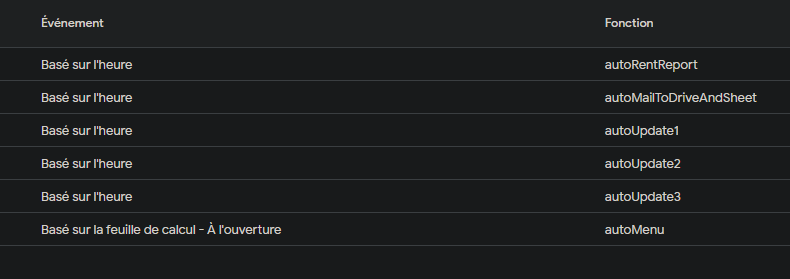 Événement Fonction
Basé sur l'heure autoRentReport
Basé sur l'heure autoMailToDriveAndSheet
Basé sur l'heure autoUpdate1
Basé sur l'heure autoUpdate2
Basé sur l'heure autoUpdate3
Basé sur la feuille de calcul - À l'ouverture autoMenu